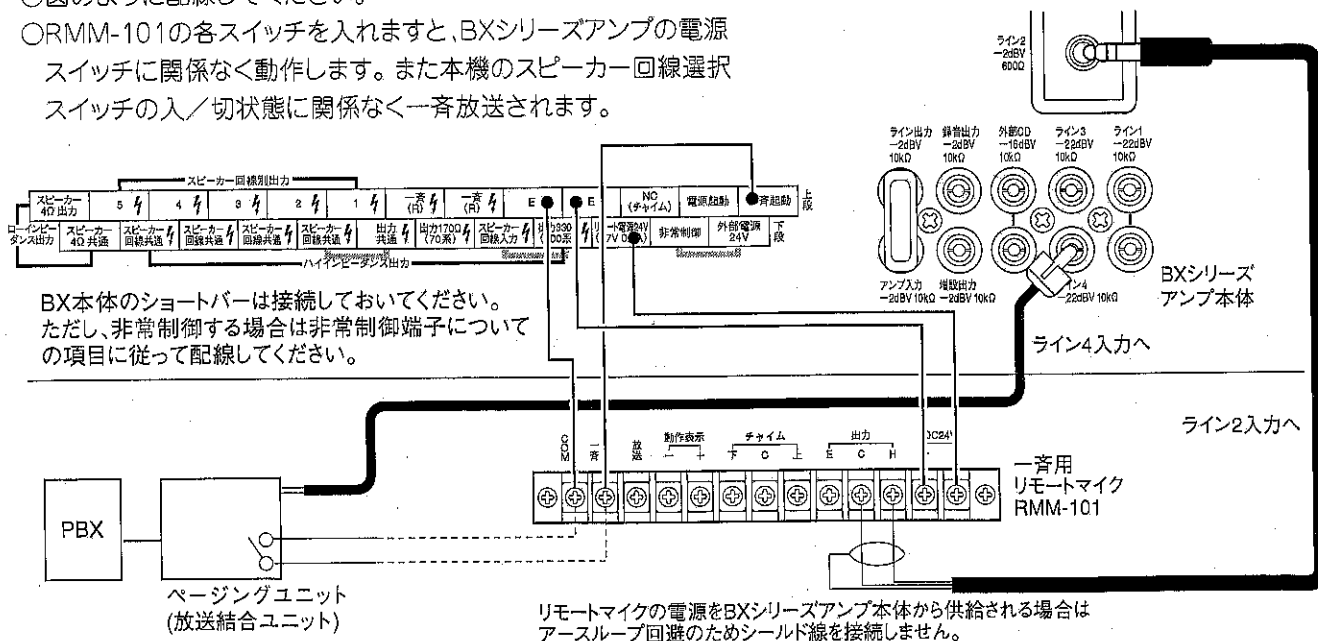 ○図のように配線してください。
○RMM-101の各スイッチを入れますと、BXシリーズアンプの電源
スイッチに関係なく動作します。また本機のスピーカー回線選択
スイッチの入／切状態に関係なく一斉放送されます。
ライン2
-2dBV
600Ω
ライン出力
-2dBV
10kΩ
録音出力
-2dBV
10kΩ
外部CD
-16dBV
10kΩ
ライン3
-22dBV
10kΩ
ライン1
-22dBV
10kΩ
スピーカー回線別出力
スピーカー
4Ω出力
5
4
3
2
1
一斉
(R)
一斉
(R)
E
E
NC
(チャイム)
電源起動
斉起動
上段
ローインピー
ダンス出力
スピーカー
4Ω共通
スピーカー
回線共通
スピーカー
回線共通
スピーカー
回線共通
スピーカー
回線共通
スピーカー
回線共通
出力
共通
出力170Ω
(70系)
スピーカー
回線入力
非常制御
外部電源
24V
下段
ハイインピーダンス出力
アンプ入力
-2dBV 10kΩ
増設出力
-2dBV 10kΩ
イン4
-22dBV 10kΩ
BXシリーズ
アンプ本体
BX本体のショートバーは接続しておいてください。
ただし、非常制御する場合は非常制御端子について
の項目に従って配線してください。
ライン4入力へ
ライン2入力へ
COM
一斉
放送
動作表示
－ ＋
チャイム
下 C 上
出力
E C H
DC24V
一斉用
リモートマイク
RMM-101
PBX
ページングユニット
(放送結合ユニット)
リモートマイクの電源をBXシリーズアンプ本体から供給される場合は
アースループ回避のためシールド線を接続しません。